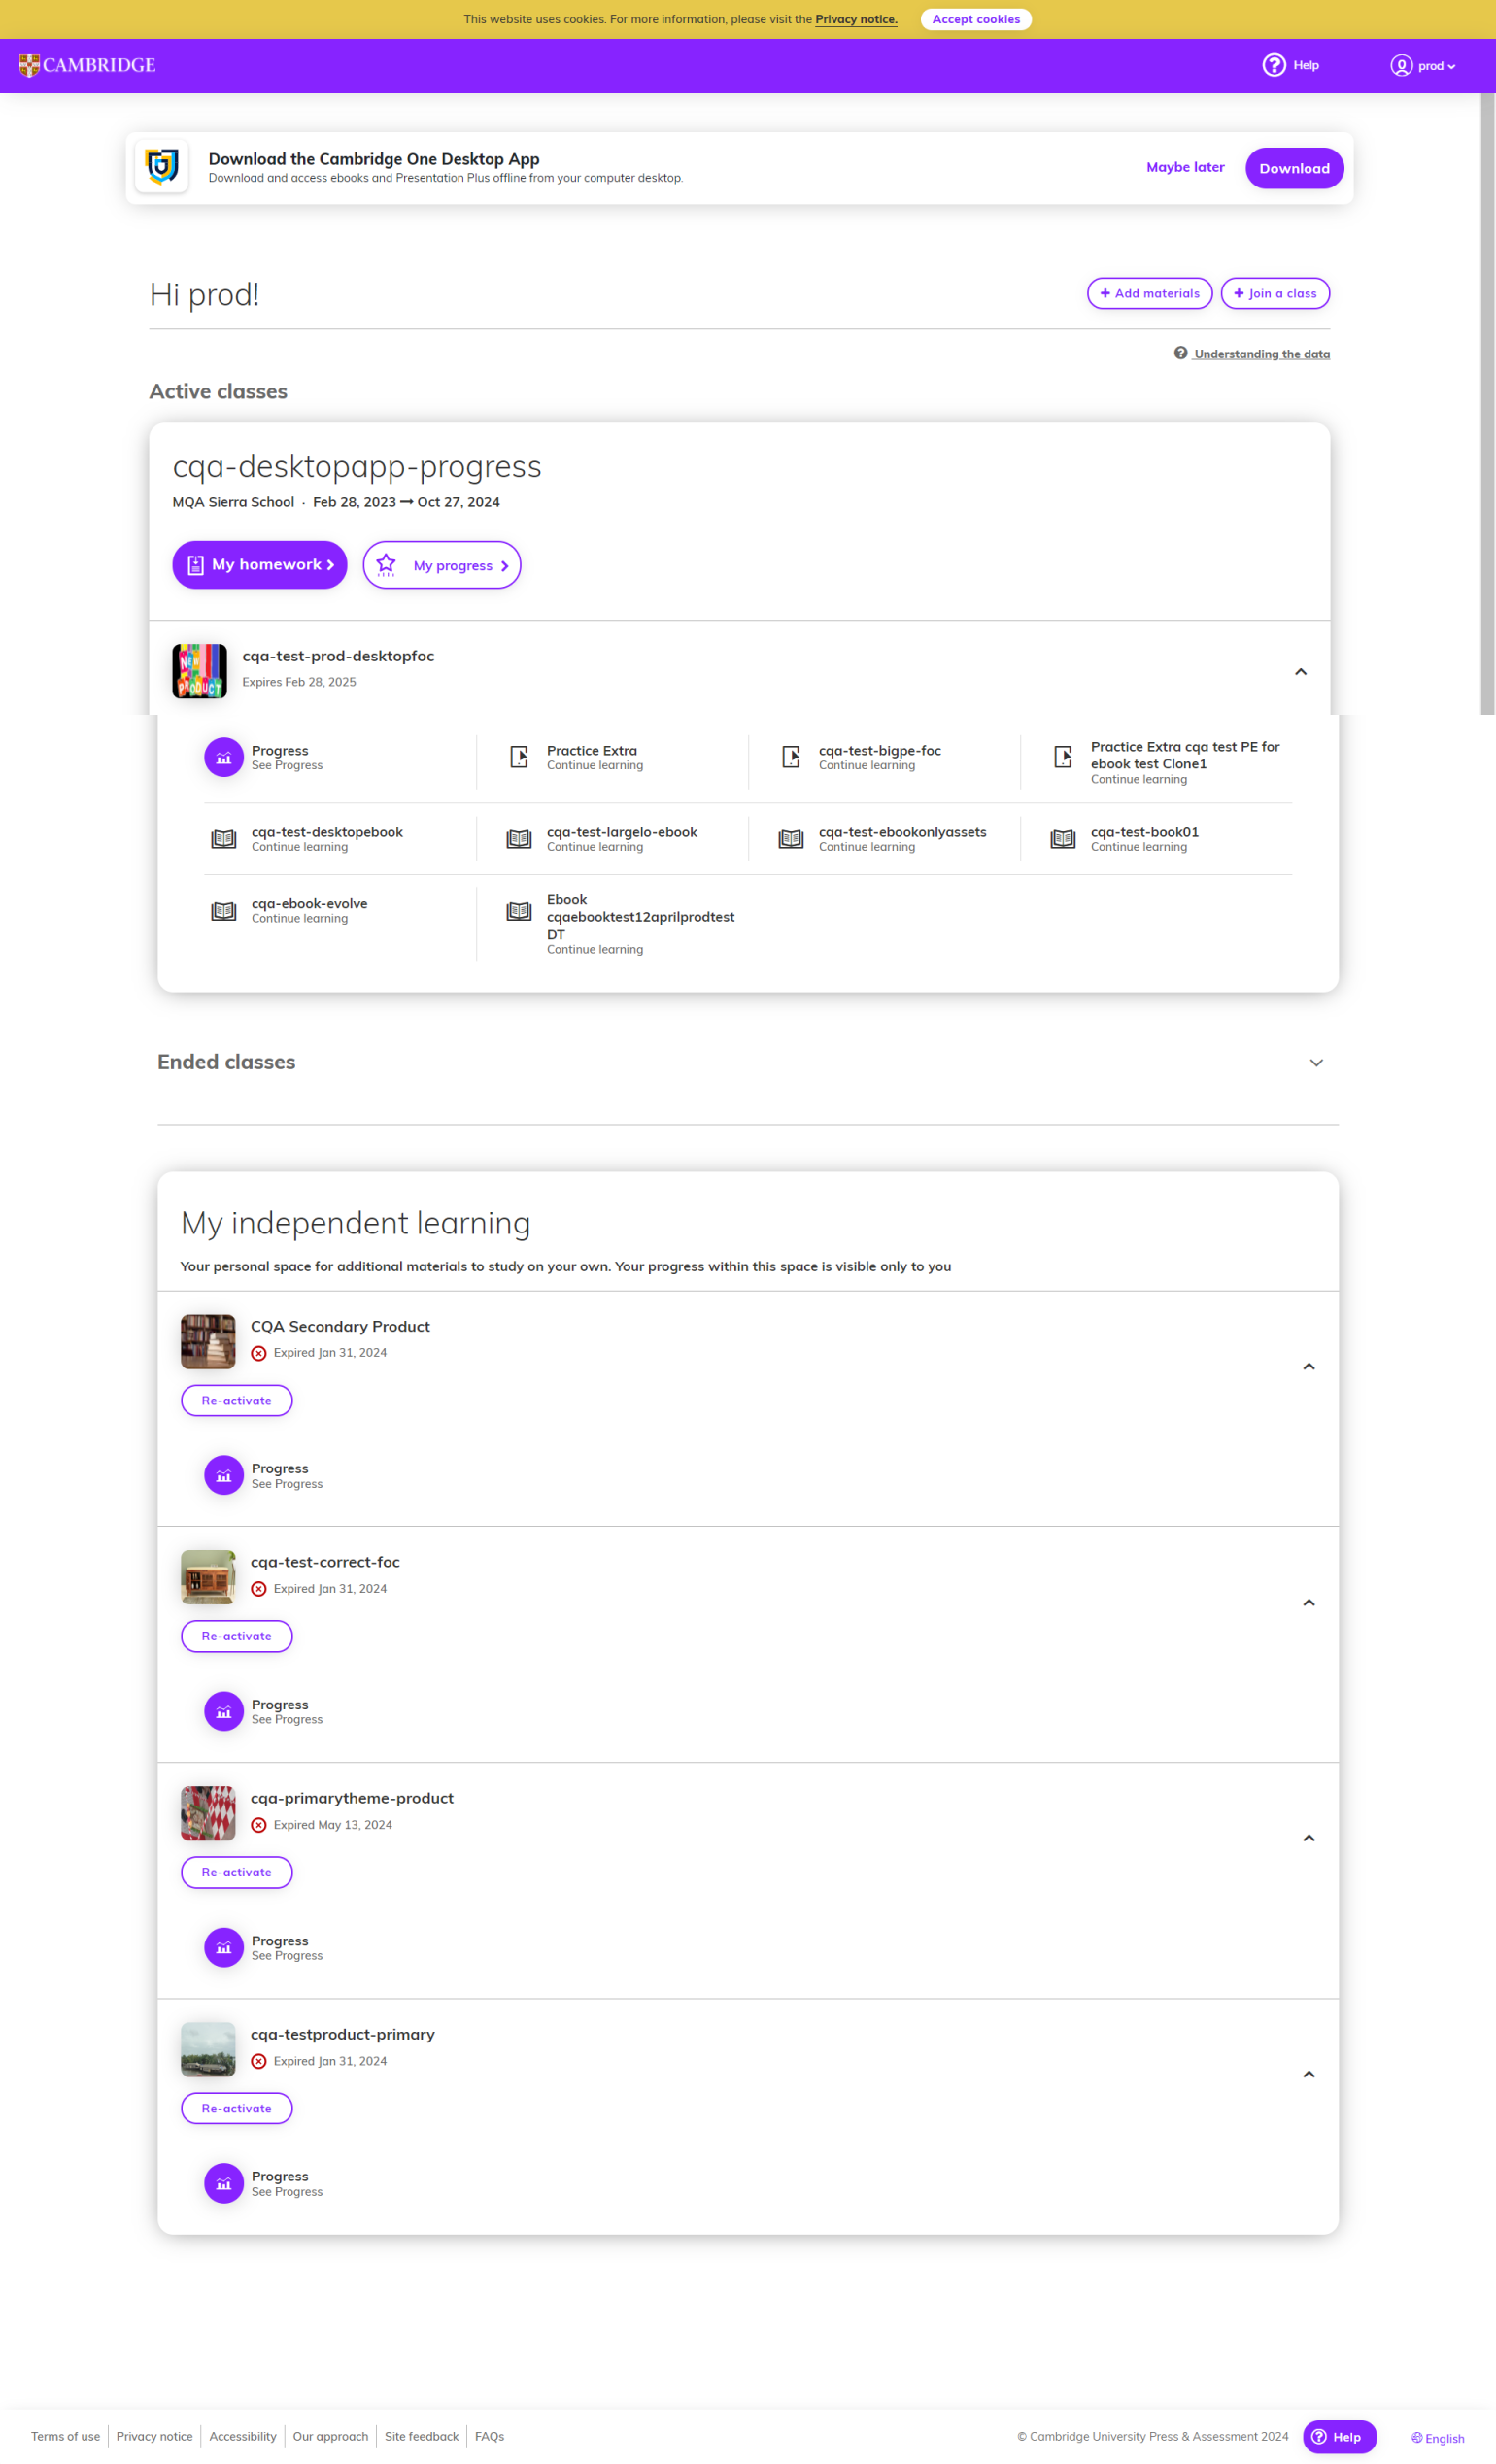 This website uses cookies. For more information, please visit the Privacy notice. Accept cookies
CAMBRIDGE
Help
prod
Download the Cambridge One Desktop App
Download and access ebooks and Presentation Plus offline from your computer desktop.
Maybe later
Download
Hi prod!
+ Add materials
+ Join a class
Understanding the data
Active classes
cqa-desktopapp-progress
MQA Sierra School · Feb 28, 2023 → Oct 27, 2024
My homework
My progress
NEW
PRODUCT
cqa-test-prod-desktopfoc
Expires Feb 28, 2025
Progress
See Progress
Practice Extra
Continue learning
cqa-test-bigpe-foc
Continue learning
Practice Extra cqa test PE for
ebook test Clone1
Continue learning
cqa-test-desktopebook
Continue learning
cqa-test-largelo-ebook
Continue learning
cqa-test-ebookonlyassets
Continue learning
cqa-test-book01
Continue learning
cqa-ebook-evolve
Continue learning
Ebook
cqaebooktest12aprilprodtest
DT
Continue learning
Ended classes
My independent learning
Your personal space for additional materials to study on your own. Your progress within this space is visible only to you
CQA Secondary Product
Expired Jan 31, 2024
Re-activate
Progress
See Progress
cqa-test-correct-foc
Expired Jan 31, 2024
Re-activate
Progress
See Progress
cqa-primarytheme-product
Expired May 13, 2024
Re-activate
Progress
See Progress
cqa-testproduct-primary
Expired Jan 31, 2024
Re-activate
Progress
See Progress
Terms of use
Privacy notice
Accessibility
Our approach
Site feedback
FAQs
© Cambridge University Press & Assessment 2024
Help
English